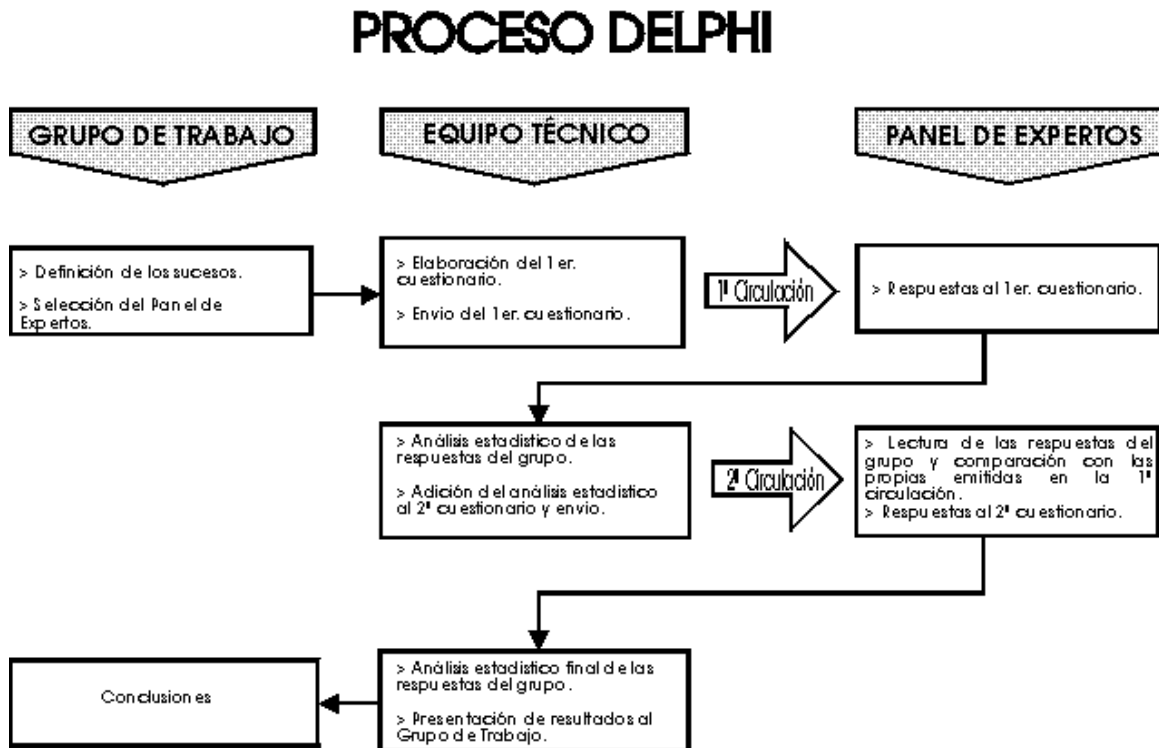 PROCESO DELPHI
GRUPO DE TRABAJO
EQUIPO TÉCNICO
PANEL DE EXPERTOS
> Definición de los sucesos.
> Selección del Panel de
Expertos.
> Elaboración del 1er.
cuestionario.
> Envio del 1er. cuestionario.
1ª Circulación
> Respuestas al 1er. cuestionario.
> Análisis estadístico de las
respuestas del grupo.
> Adición del análisis estadístico
al 2º cuestionario y envio.
2ª Circulación
> Lectura de las respuestas del
grupo y comparación con las
propias emitidas en la 1ª
circulación.
> Respuestas al 2º cuestionario.
Conclusiones
> Análisis estadístico final de las
respuestas del grupo.
> Presentación de resultados al
Grupo de Trabajo.